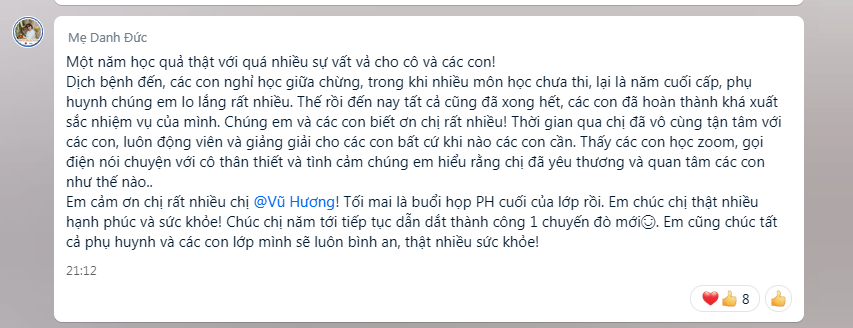 Mẹ Danh Đức
Một năm học quả thật với quá nhiều sự vất vả cho cô và các con!
Dịch bệnh đến, các con nghỉ học giữa chừng, trong khi nhiều môn học chưa thi, lại là năm cuối cấp, phụ
huynh chúng em lo lắng rất nhiều. Thế rồi đến nay tất cả cũng đã xong hết, các con đã hoàn thành khá xuất
sắc nhiệm vụ của mình. Chúng em và các con biết ơn chị rất nhiều! Thời gian qua chị đã vô cùng tận tâm với
các con, luôn động viên và giảng giải cho các con bất cứ khi nào các con cần. Thấy các con học zoom, gọi
điện nói chuyện với cô thân thiết và tình cảm chúng em hiểu rằng chị đã yêu thương và quan tâm các con
như thế nào..
Em cảm ơn chị rất nhiều chị @Vũ Hương! Tối mai là buổi họp PH cuối của lớp rồi. Em chúc chị thật nhiều
hạnh phúc và sức khỏe! Chúc chị năm tới tiếp tục dẫn dắt thành công 1 chuyến đò mới😊. Em cũng chúc tất
cả phụ huynh và các con lớp mình sẽ luôn bình an, thật nhiều sức khỏe!
21:12
8